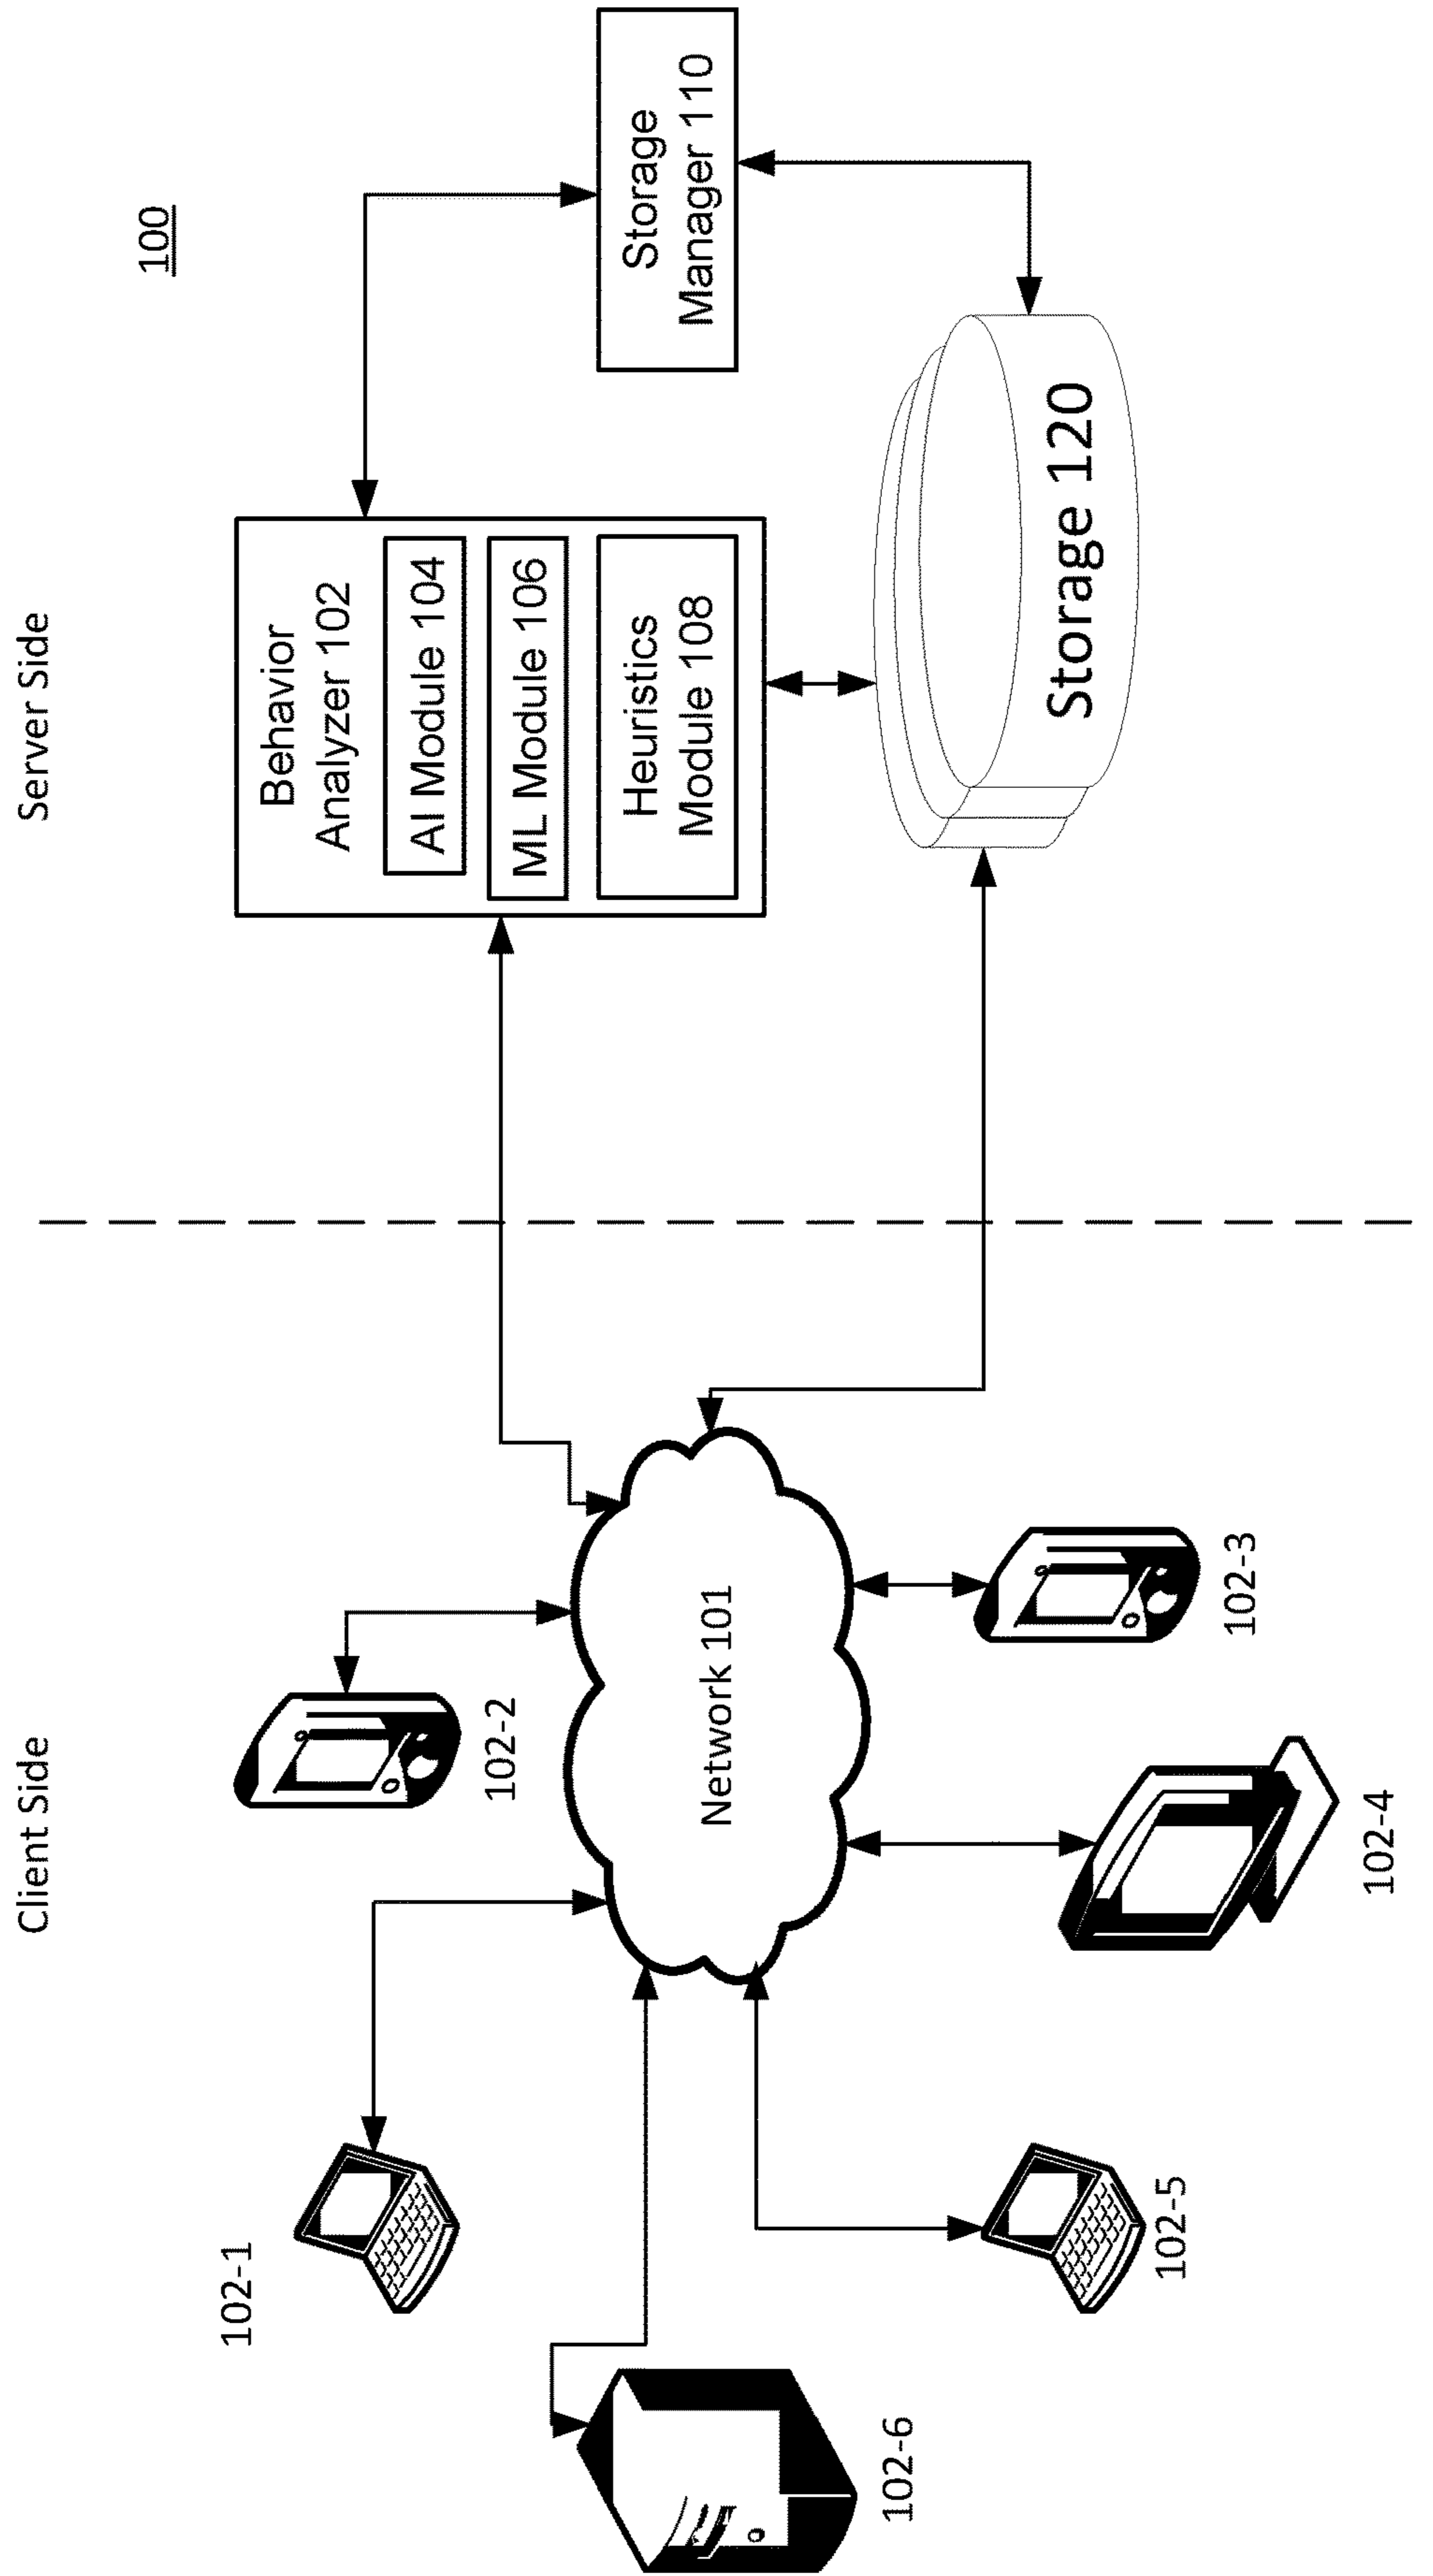 Client Side
Server Side
100
102-1
102-2
Behavior
Analyzer 102
AI Module 104
ML Module 106
Heuristics
Module 108
Storage
Manager 110
Network 101
102-6
102-5
102-4
102-3
Storage 120